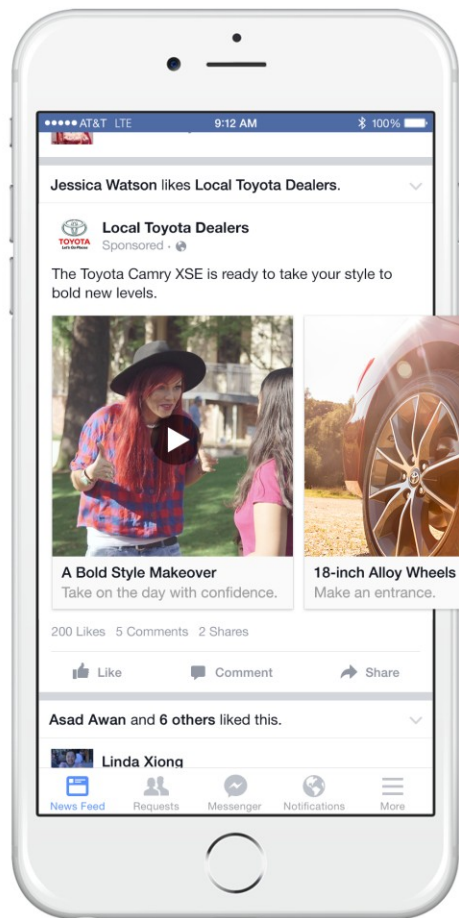 AT&T LTE 9:12 AM 100%
Jessica Watson likes Local Toyota Dealers.
Local Toyota Dealers
TOYOTA
Let's Go Places
Sponsored ·
The Toyota Camry XSE is ready to take your style to
bold new levels.
A Bold Style Makeover
Take on the day with confidence.
18-inch Alloy Wheels
Make an entrance.
200 Likes 5 Comments 2 Shares
Like Comment Share
Asad Awan and 6 others liked this.
Linda Xiong
News Feed Requests Messenger Notifications More